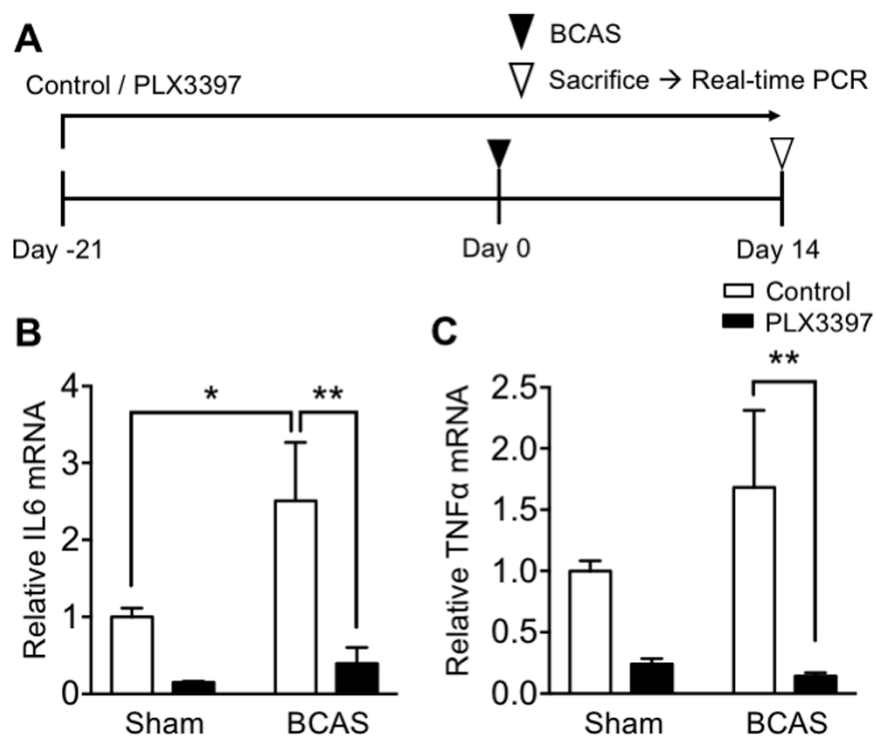 A
BCAS
Sacrifice → Real-time PCR
Control / PLX3397
Day -21
Day 0
Day 14
Control
PLX3397
B
Relative IL6 mRNA
4
3
2
1
0
*
**
Sham
BCAS
C
Relative TNFα mRNA
2.5
2.0
1.5
1.0
0.5
0.0
**
Sham
BCAS